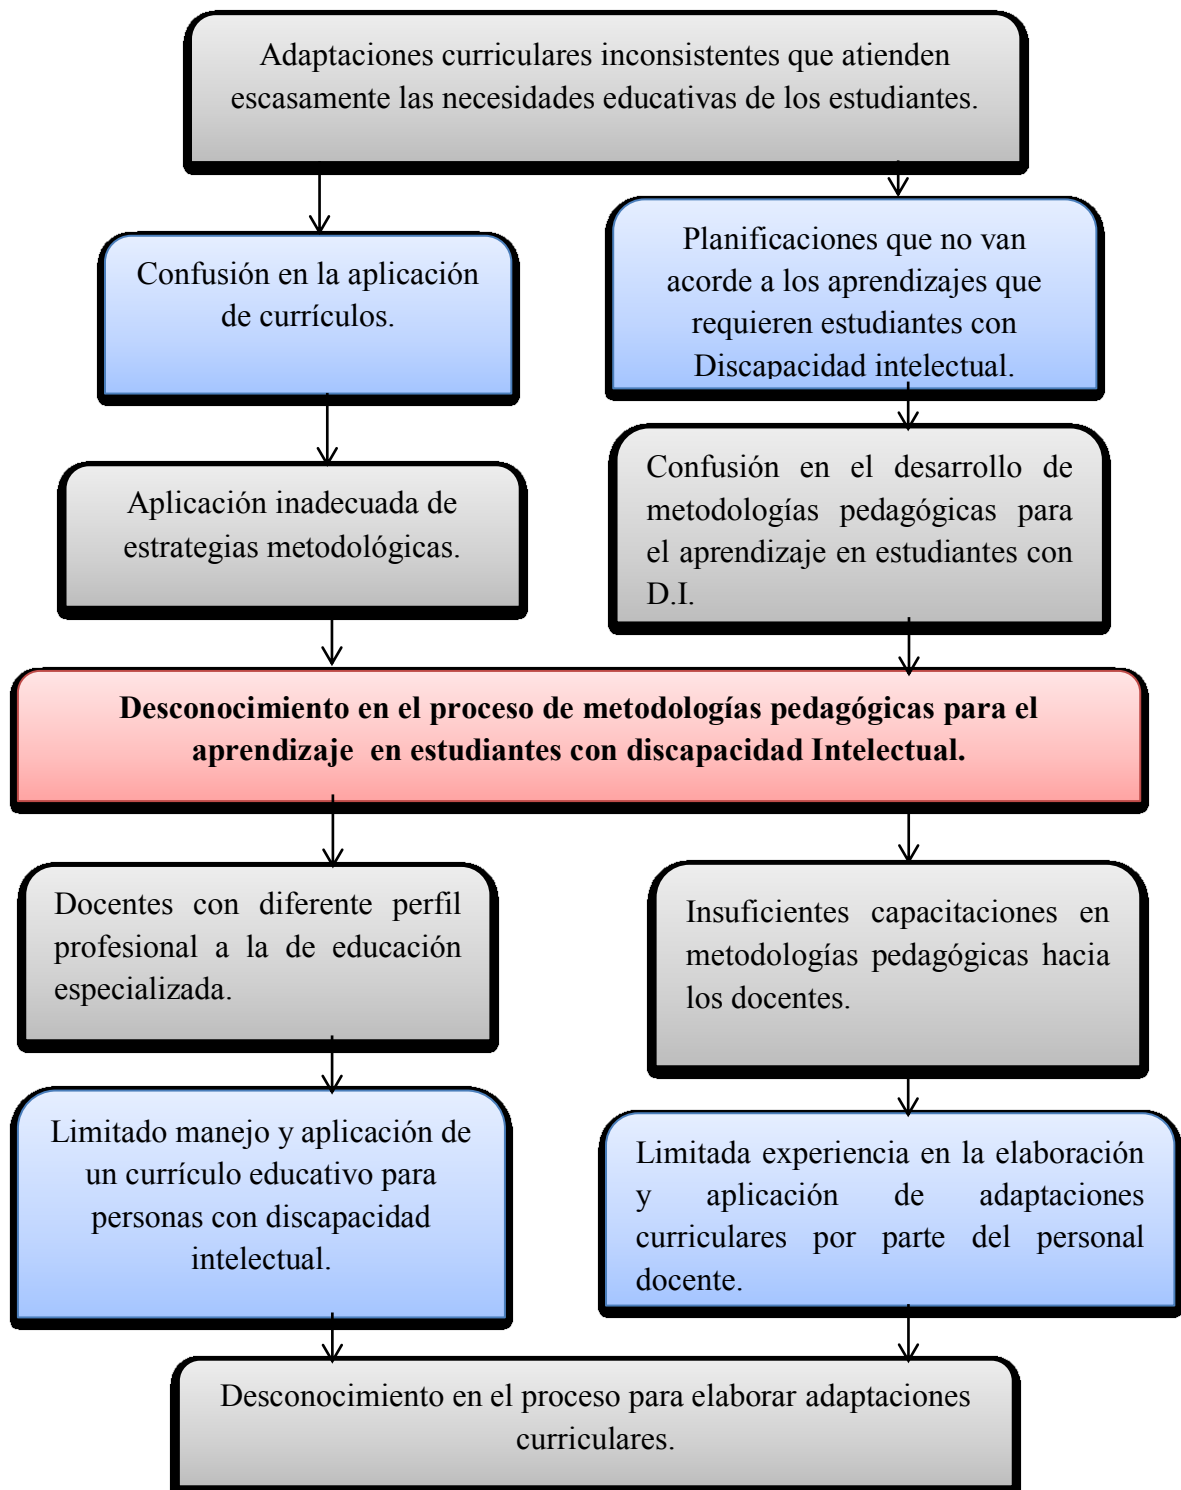 Adaptaciones curriculares inconsistentes que atienden
escasamente las necesidades educativas de los estudiantes.
Confusión en la aplicación
de currículos.
Planificaciones que no van
acorde a los aprendizajes que
requieren estudiantes con
Discapacidad intelectual.
Aplicación inadecuada de
estrategias metodológicas.
Confusión en el desarrollo de
metodologías pedagógicas para
el aprendizaje en estudiantes con
D.I.
Desconocimiento en el proceso de metodologías pedagógicas para el
aprendizaje en estudiantes con discapacidad Intelectual.
Docentes con diferente perfil
profesional a la de educación
especializada.
Insuficientes capacitaciones en
metodologías pedagógicas hacia
los docentes.
Limitado manejo y aplicación de
un currículo educativo para
personas con discapacidad
intelectual.
Limitada experiencia en la elaboración
y aplicación de adaptaciones
curriculares por parte del personal
docente.
Desconocimiento en el proceso para elaborar adaptaciones
curriculares.